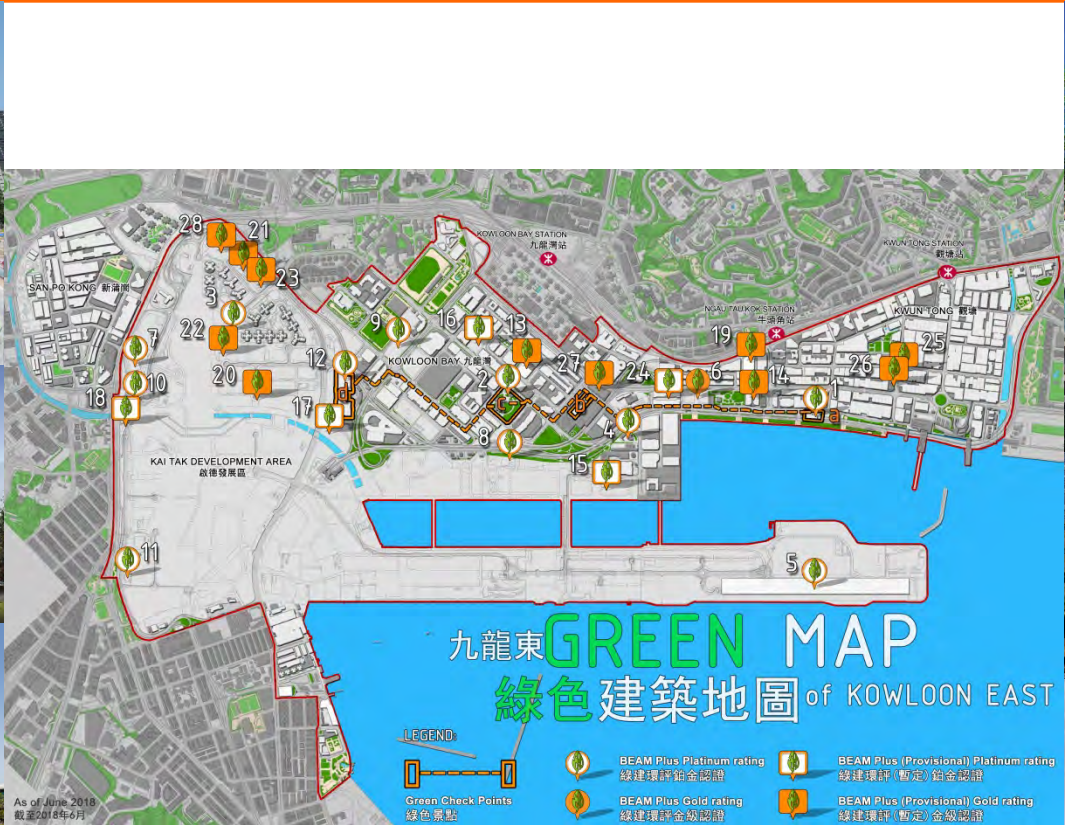 28
21
23
KOWLOON BAY STATION
九龍灣站
KWUN TONG STATION
觀塘站
SAN PO KONG 新蒲崗
3
NGAU TAU KOK STATION
牛頭角站
KWUN TONG 觀塘
22
9
16
13
19
7
12
KOWLOON BAY 九龍灣
2
27
24
6
14
26
25
10
20
18
17
d
c
b
4
1
a
8
15
KAI TAK DEVELOPMENT AREA
啟德發展區
11
5
九龍東GREEN MAP
綠色建築地圖of KOWLOON EAST
LEGEND:
Green Check Points
綠色景點
BEAM Plus Platinum rating
綠建環評鉑金認證
BEAM Plus (Provisional) Platinum rating
綠建環評(暫定)鉑金認證
BEAM Plus Gold rating
綠建環評金級認證
BEAM Plus (Provisional) Gold rating
綠建環評(暫定)金級認證
As of June 2018
截至2018年6月